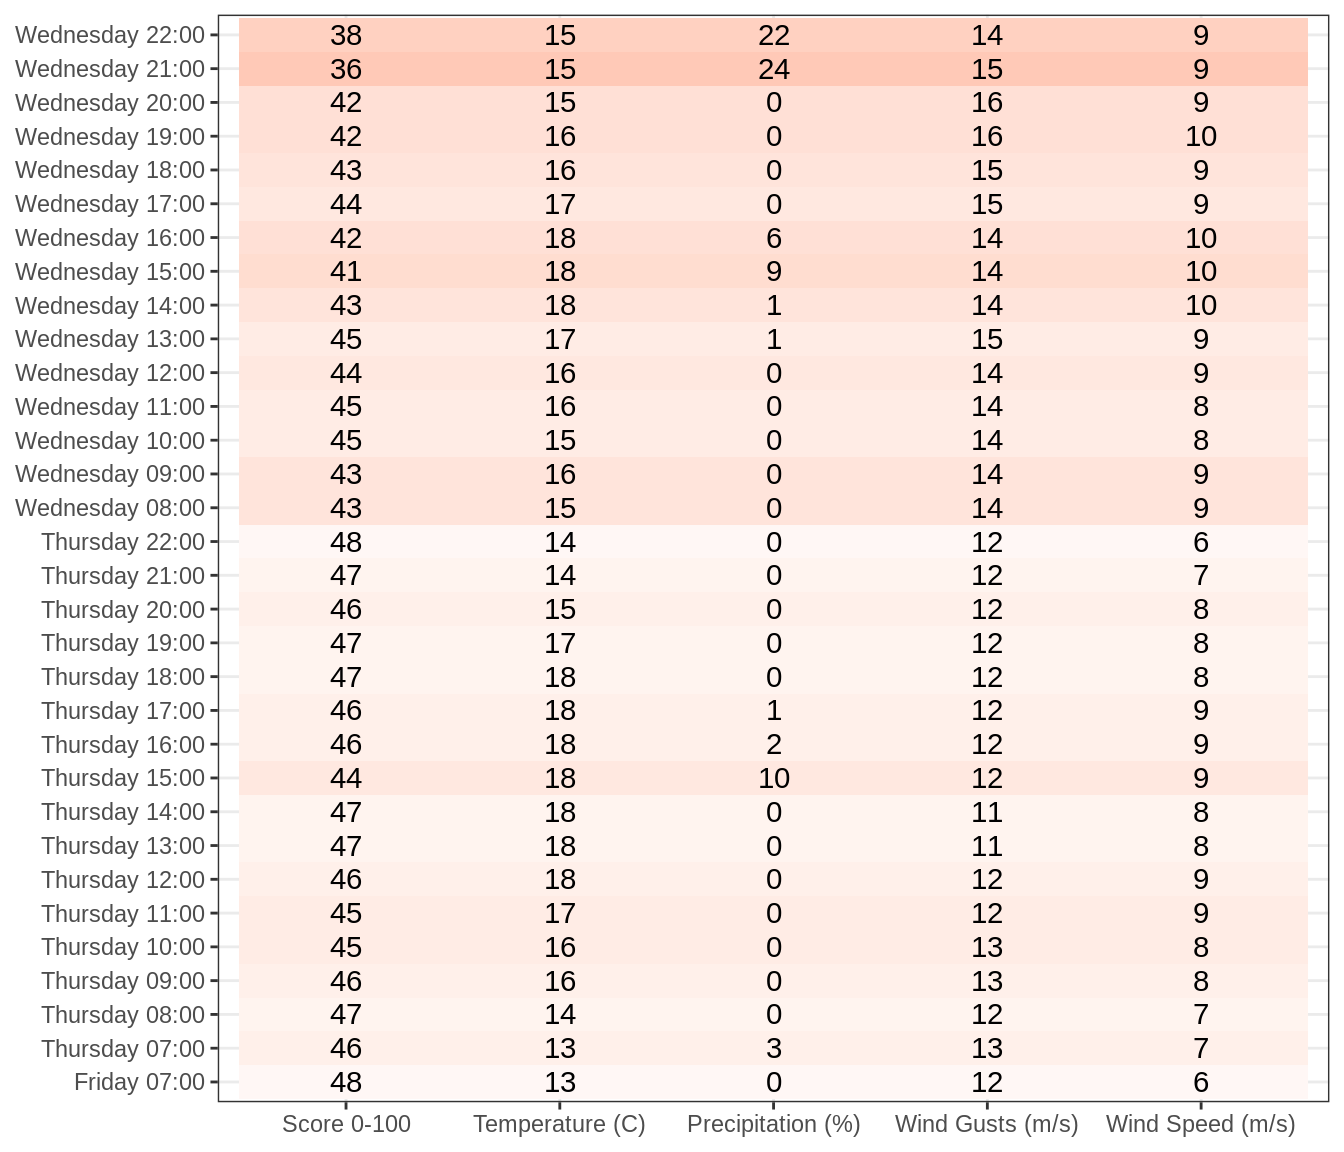 Wednesday 22:00 38 15 22 14 9
Wednesday 21:00 36 15 24 15 9
Wednesday 20:00 42 15 0 16 9
Wednesday 19:00 42 16 0 16 10
Wednesday 18:00 43 16 0 15 9
Wednesday 17:00 44 17 0 15 9
Wednesday 16:00 42 18 6 14 10
Wednesday 15:00 41 18 9 14 10
Wednesday 14:00 43 18 1 14 10
Wednesday 13:00 45 17 1 15 9
Wednesday 12:00 44 16 0 14 9
Wednesday 11:00 45 16 0 14 8
Wednesday 10:00 45 15 0 14 8
Wednesday 09:00 43 16 0 14 9
Wednesday 08:00 43 15 0 14 9
Thursday 22:00 48 14 0 12 6
Thursday 21:00 47 14 0 12 7
Thursday 20:00 46 15 0 12 8
Thursday 19:00 47 17 0 12 8
Thursday 18:00 47 18 0 12 8
Thursday 17:00 46 18 1 12 9
Thursday 16:00 46 18 2 12 9
Thursday 15:00 44 18 10 12 9
Thursday 14:00 47 18 0 11 8
Thursday 13:00 47 18 0 11 8
Thursday 12:00 46 18 0 12 9
Thursday 11:00 45 17 0 12 9
Thursday 10:00 45 16 0 13 8
Thursday 09:00 46 16 0 13 8
Thursday 08:00 47 14 0 12 7
Thursday 07:00 46 13 3 13 7
Friday 07:00 48 13 0 12 6
Score 0-100 Temperature (C) Precipitation (%) Wind Gusts (m/s) Wind Speed (m/s)